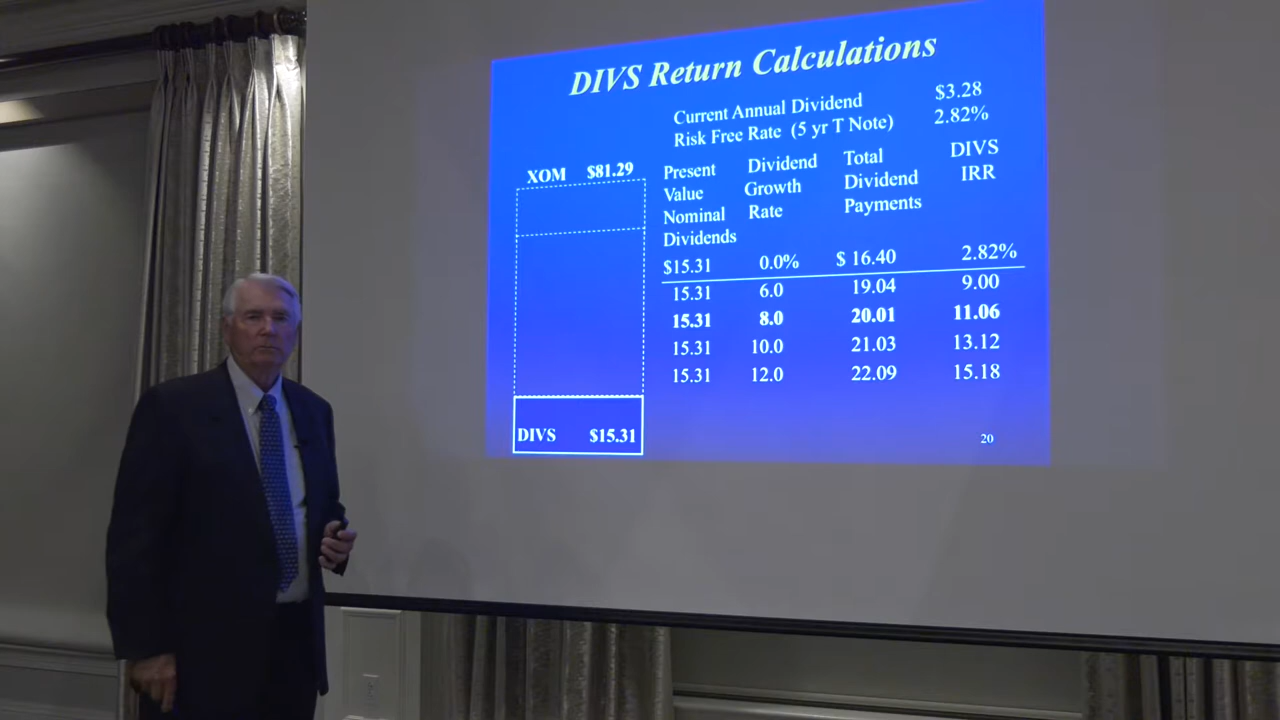 DIVS Return Calculations
Current Annual Dividend $3.28
Risk Free Rate (5 yr T Note) 2.82%
XOM $81.29
Present Value Nominal Dividends
Dividend Growth Rate
Total Dividend Payments
DIVS IRR
$15.31 0.0% $ 16.40 2.82%
15.31 6.0 19.04 9.00
15.31 8.0 20.01 11.06
15.31 10.0 21.03 13.12
15.31 12.0 22.09 15.18
DIVS $15.31
20